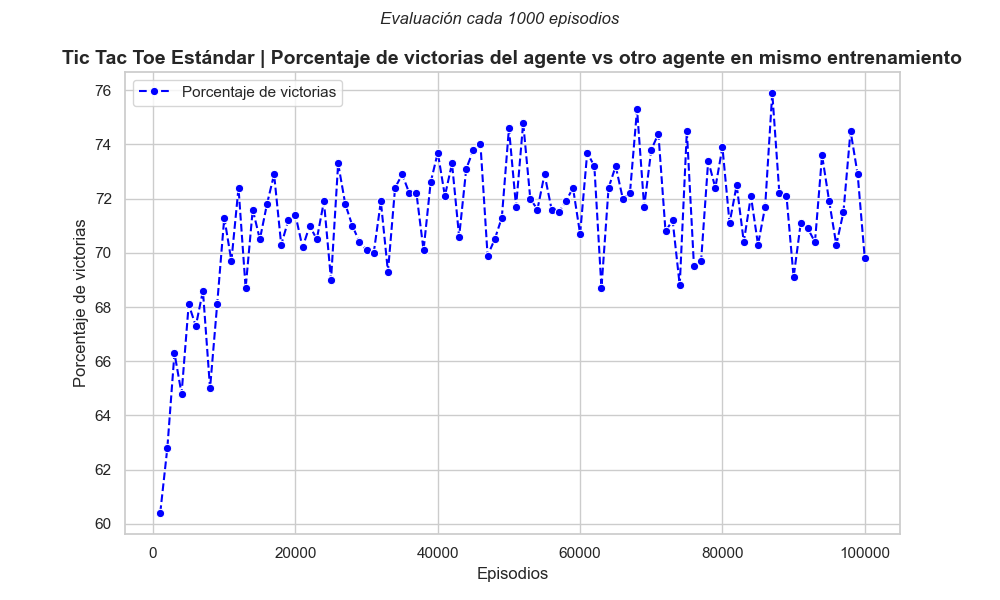 Evaluación cada 1000 episodios
Tic Tac Toe Estándar | Porcentaje de victorias del agente vs otro agente en mismo entrenamiento
Porcentaje de victorias
Porcentaje de victorias
76
74
72
70
68
66
64
62
60
0 20000 40000 60000 80000 100000
Episodios